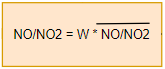 NO/NO2 = W * NO/NO2